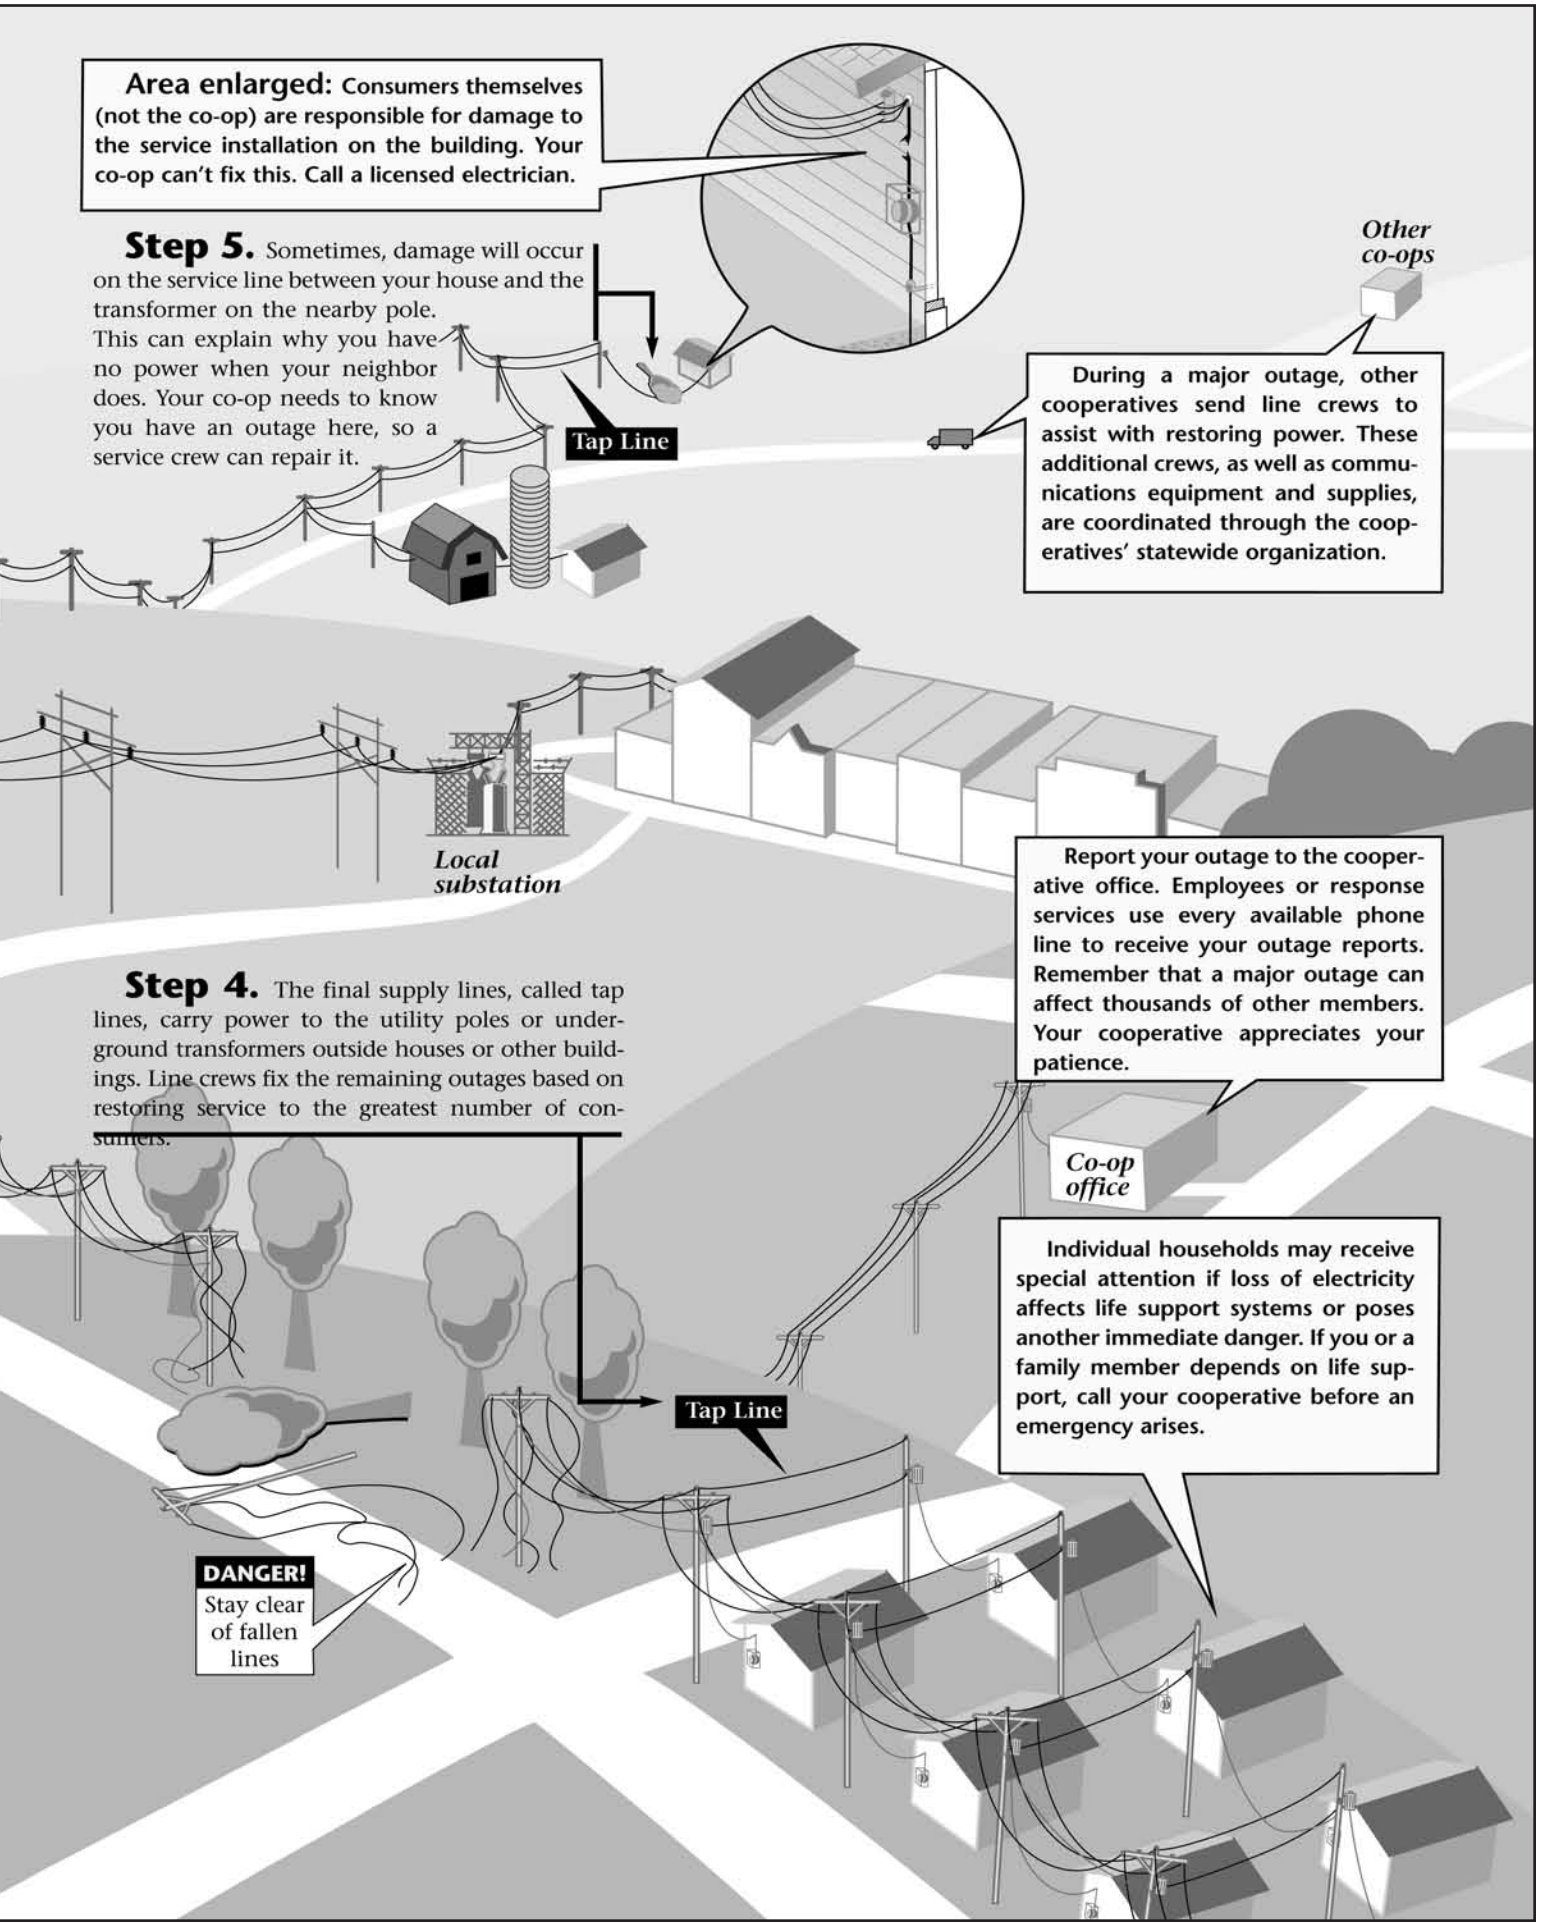 Area enlarged: Consumers themselves
(not the co-op) are responsible for damage to
the service installation on the building. Your
co-op can't fix this. Call a licensed electrician.
Step 5. Sometimes, damage will occur
on the service line between your house and the
transformer on the nearby pole.
This can explain why you have
no power when your neighbor
does. Your co-op needs to know
you have an outage here, so a
service crew can repair it.
Tap Line
Other
co-ops
During a major outage, other
cooperatives send line crews to
assist with restoring power. These
additional crews, as well as commu-
nications equipment and supplies,
are coordinated through the coop-
eratives' statewide organization.
Local
substation
Report your outage to the cooper-
ative office. Employees or response
services use every available phone
line to receive your outage reports.
Remember that a major outage can
affect thousands of other members.
Your cooperative appreciates your
patience.
Step 4. The final supply lines, called tap
lines, carry power to the utility poles or under-
ground transformers outside houses or other build-
ings. Line crews fix the remaining outages based on
restoring service to the greatest number of con-
sumers.
Co-op
office
Individual households may receive
special attention if loss of electricity
affects life support systems or poses
another immediate danger. If you or a
family member depends on life sup-
port, call your cooperative before an
emergency arises.
Tap Line
DANGER!
Stay clear
of fallen
lines